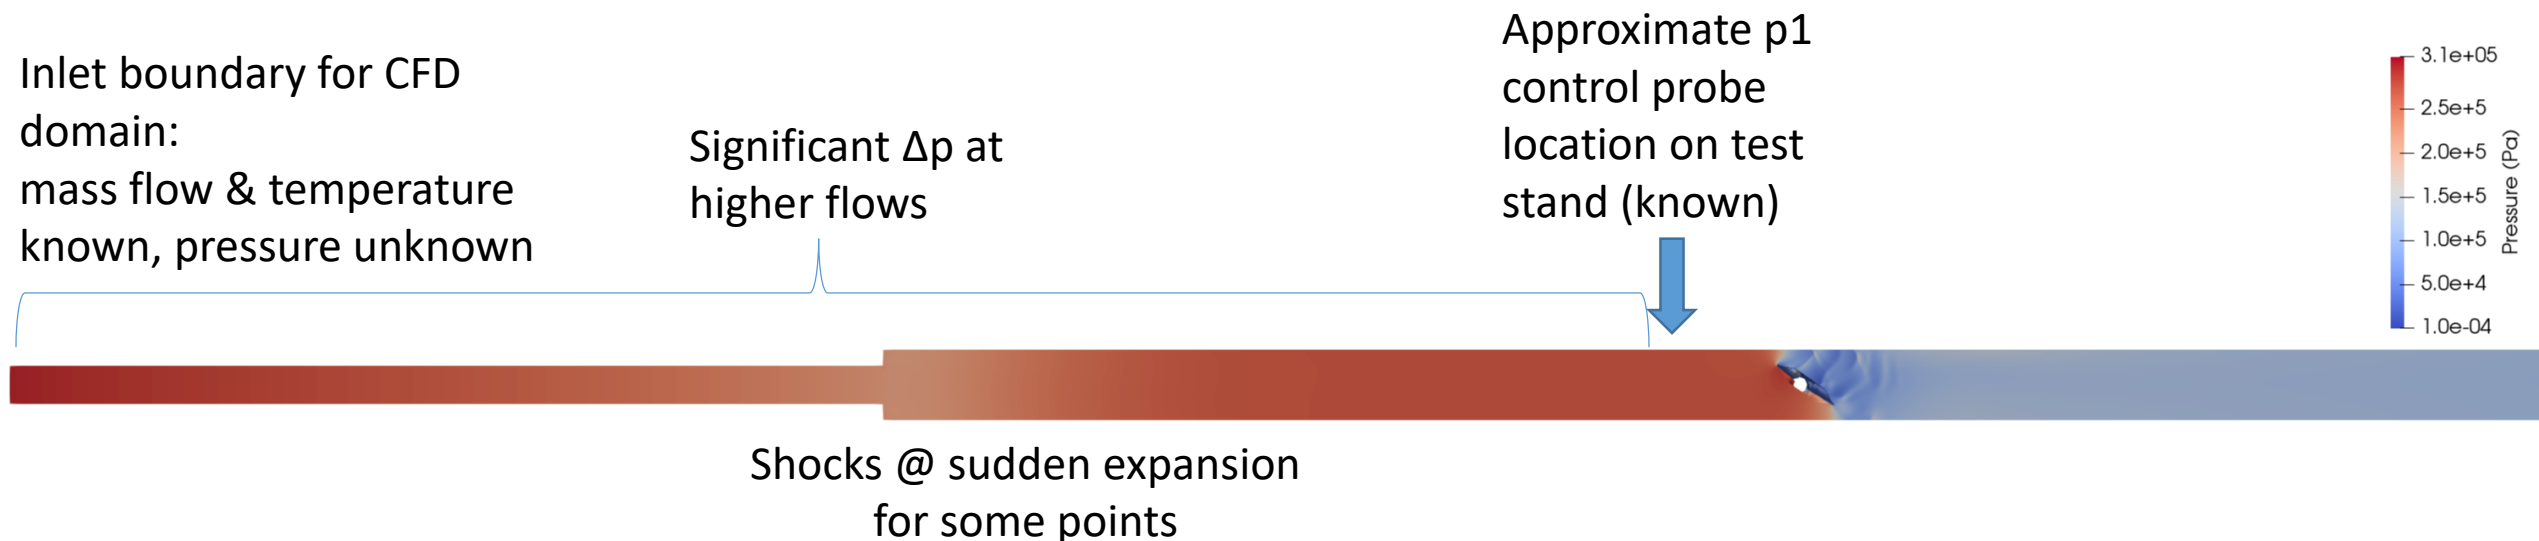 Inlet boundary for CFD
domain:
mass flow & temperature
known, pressure unknown
Significant Δp at
higher flows
Approximate p1
control probe
location on test
stand (known)
3.1e+05
2.5e+5
2.0e+5
1.5e+5
1.0e+5
5.0e+4
1.0e-04
Pressure (Pa)
Shocks @ sudden expansion
for some points